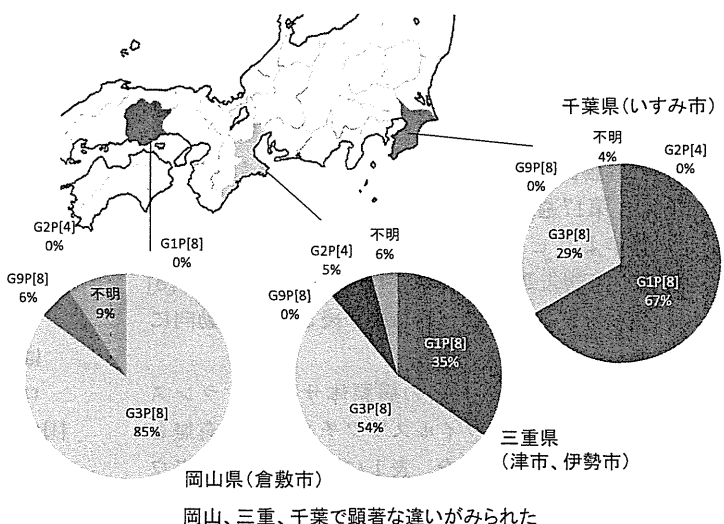 千葉県（いすみ市）
不明
4%
G2P[4]
0%
G9P[8]
0%
G3P[8]
29%
G1P[8]
67%
G2P[4]
0%
G1P[8]
0%
G9P[8]
6%
不明
9%
G3P[8]
85%
岡山県（倉敷市）
不明
6%
G2P[4]
5%
G9P[8]
0%
G1P[8]
35%
G3P[8]
54%
三重県
（津市、伊勢市）
岡山、三重、千葉で顕著な違いがみられた